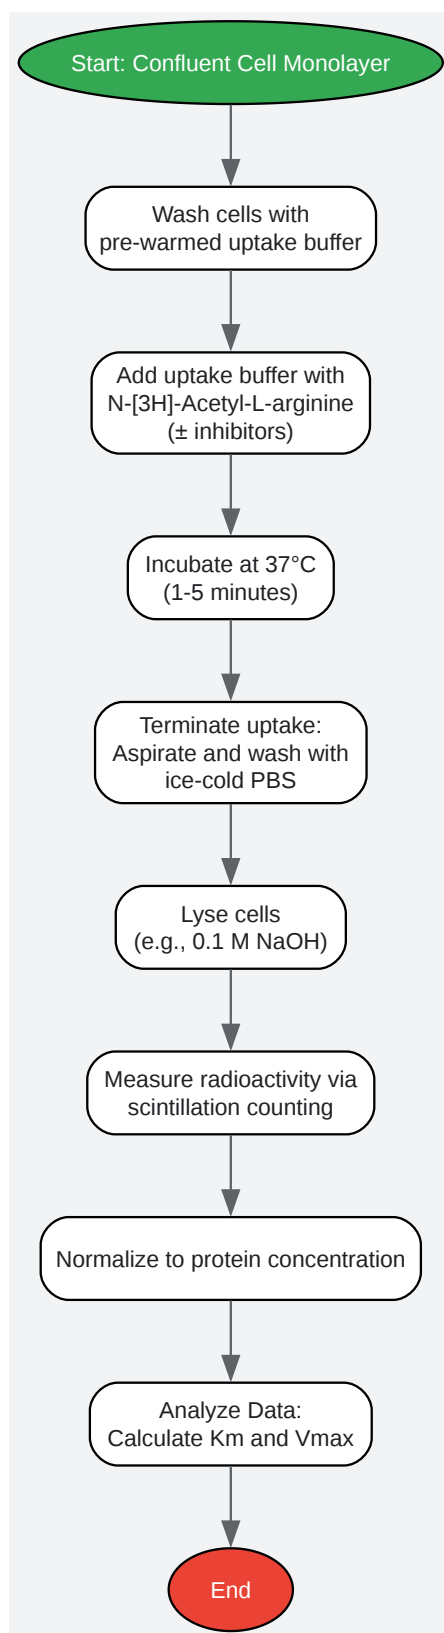 Start: Confluent Cell Monolayer
Wash cells with
pre-warmed uptake buffer
Add uptake buffer with
N-[3H]-Acetyl-L-arginine
(± inhibitors)
Incubate at 37°C
(1-5 minutes)
Terminate uptake:
Aspirate and wash with
ice-cold PBS
Lyse cells
(e.g., 0.1 M NaOH)
Measure radioactivity via
scintillation counting
Normalize to protein concentration
Analyze Data:
Calculate Km and Vmax
End